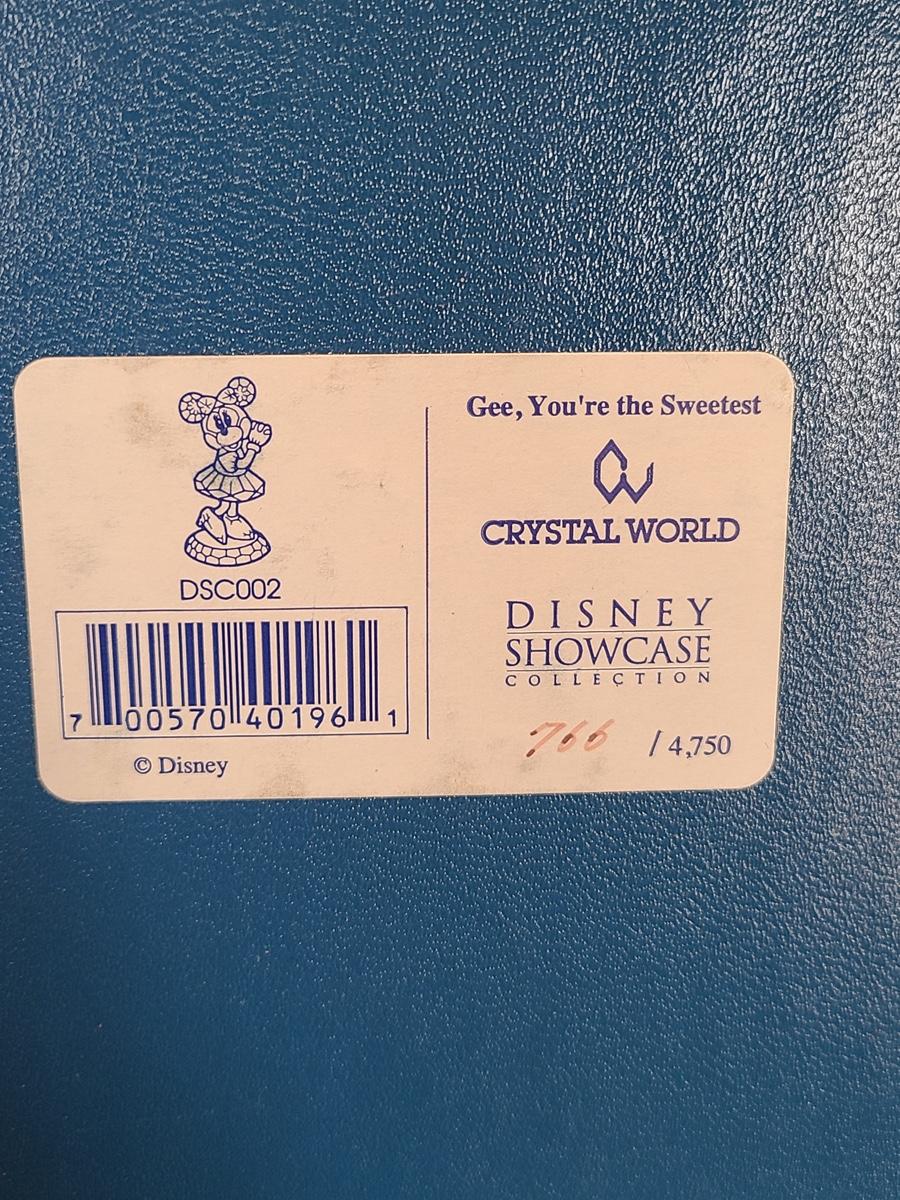 DSC002
7 00570 40196 1
© Disney
Gee, You're the Sweetest
CRYSTAL WORLD
DISNEY
SHOWCASE
COLLECTION
766 / 4,750